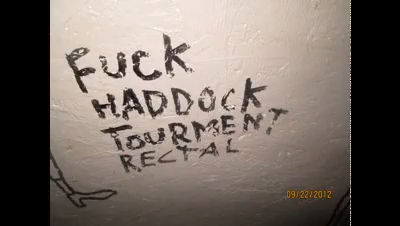 FUCK
HADDOCK
TOURMENT
RECTAL
09/22/2012